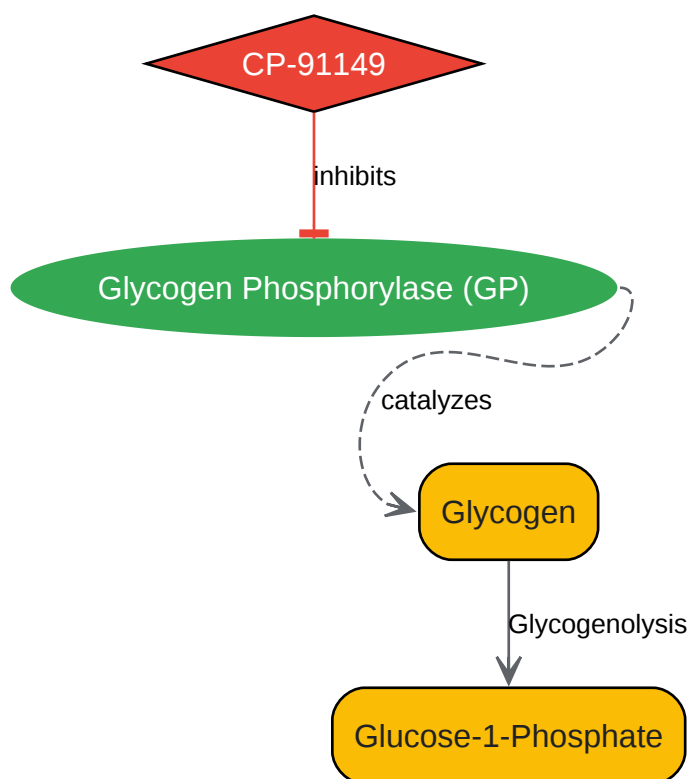 CP-91149
inhibits
Glycogen Phosphorylase (GP)
catalyzes
Glycogen
Glycogenolysis
Glucose-1-Phosphate